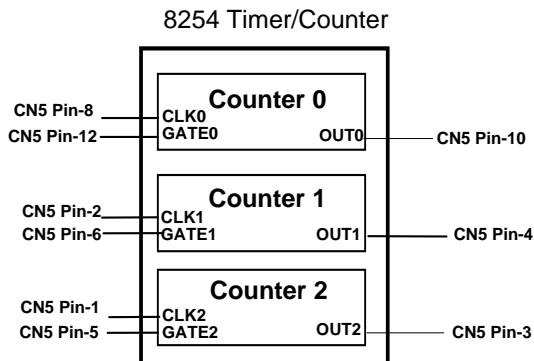 8254 Timer/Counter
Counter 0
CN5 Pin-8 CLK0
CN5 Pin-12 GATE0 OUT0 CN5 Pin-10
Counter 1
CN5 Pin-2 CLK1
CN5 Pin-6 GATE1 OUT1 CN5 Pin-4
Counter 2
CN5 Pin-1 CLK2
CN5 Pin-5 GATE2 OUT2 CN5 Pin-3